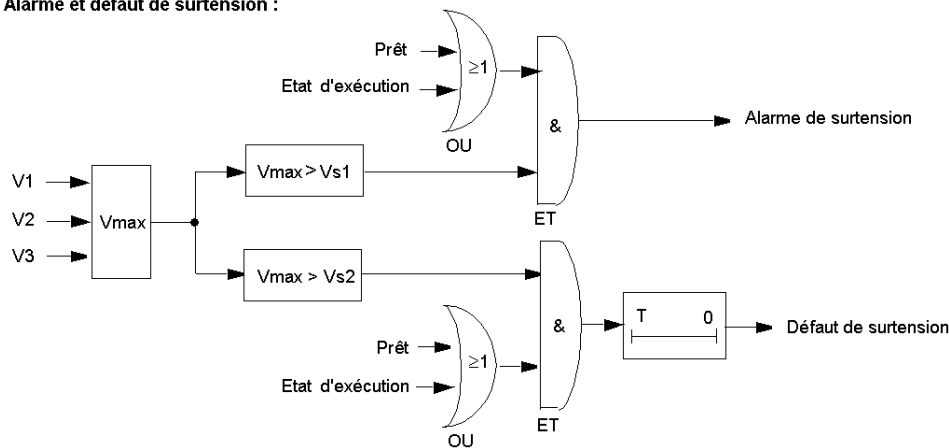 Alarme et défaut de surtension :
Prêt
Etat d'exécution
≥1
OU
&
ET
Alarme de surtension
V1
V2
V3
Vmax
Vmax > Vs1
Vmax > Vs2
Prêt
Etat d'exécution
≥1
OU
&
ET
T 0
Défaut de surtension